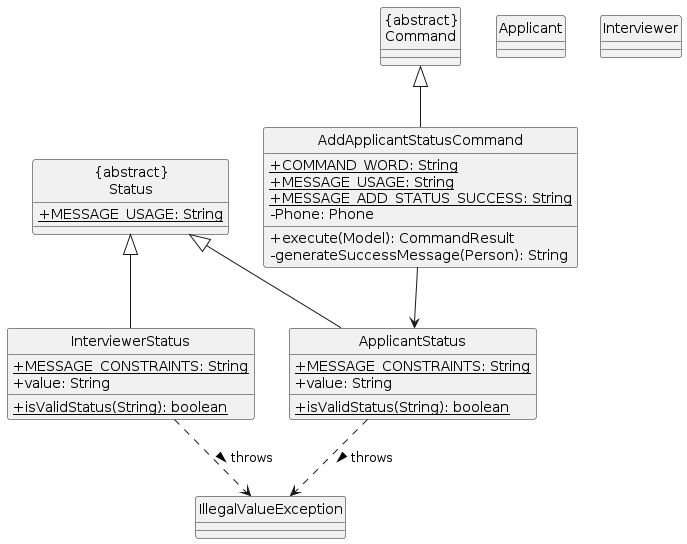 {abstract}
Command
Applicant
Interviewer
AddApplicantStatusCommand
+COMMAND_WORD: String
+MESSAGE_USAGE: String
+MESSAGE_ADD_STATUS_SUCCESS: String
-Phone: Phone
+execute(Model): CommandResult
-generateSuccessMessage(Person): String
{abstract}
Status
+MESSAGE_USAGE: String
InterviewerStatus
+MESSAGE_CONSTRAINTS: String
+value: String
+isValidStatus(String): boolean
ApplicantStatus
+MESSAGE_CONSTRAINTS: String
+value: String
+isValidStatus(String): boolean
throws
throws
IllegalValueException